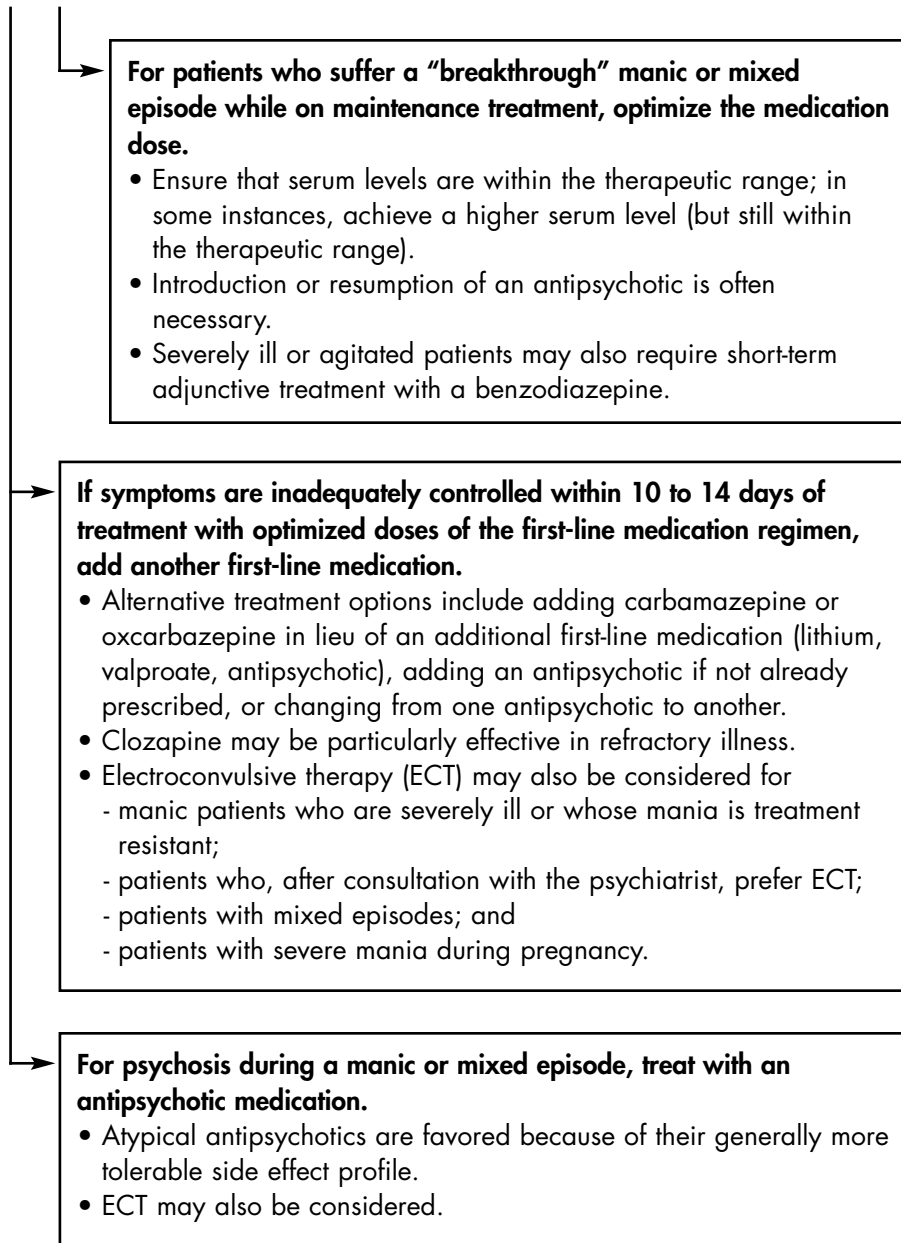 For patients who suffer a “breakthrough” manic or mixed
episode while on maintenance treatment, optimize the medication
dose.
• Ensure that serum levels are within the therapeutic range; in
some instances, achieve a higher serum level (but still within
the therapeutic range).
• Introduction or resumption of an antipsychotic is often
necessary.
• Severely ill or agitated patients may also require short-term
adjunctive treatment with a benzodiazepine.
If symptoms are inadequately controlled within 10 to 14 days of
treatment with optimized doses of the first-line medication regimen,
add another first-line medication.
• Alternative treatment options include adding carbamazepine or
oxcarbazepine in lieu of an additional first-line medication (lithium,
valproate, antipsychotic), adding an antipsychotic if not already
prescribed, or changing from one antipsychotic to another.
• Clozapine may be particularly effective in refractory illness.
• Electroconvulsive therapy (ECT) may also be considered for
- manic patients who are severely ill or whose mania is treatment
resistant;
- patients who, after consultation with the psychiatrist, prefer ECT;
- patients with mixed episodes; and
- patients with severe mania during pregnancy.
For psychosis during a manic or mixed episode, treat with an
antipsychotic medication.
• Atypical antipsychotics are favored because of their generally more
tolerable side effect profile.
• ECT may also be considered.